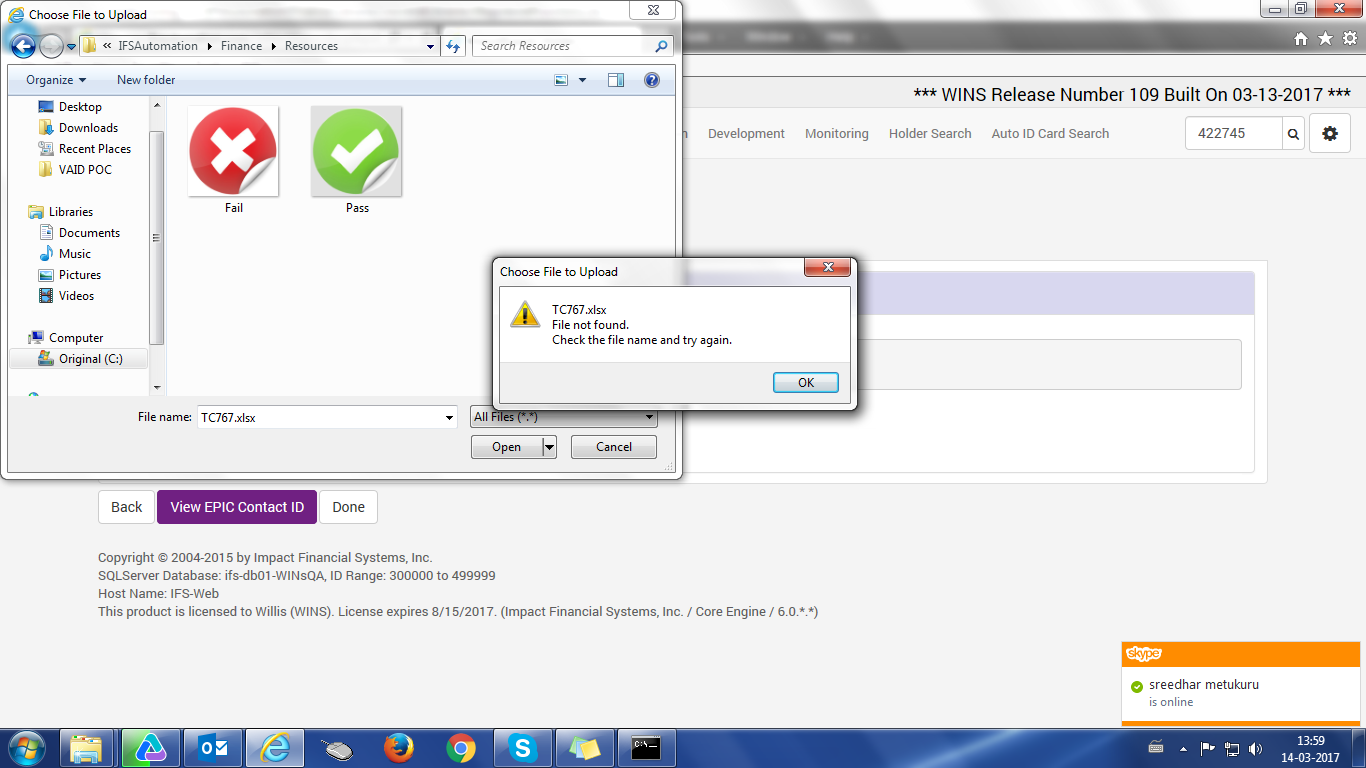 Choose File to Upload
« IFSAutomation Finance Resources
Search Resources
Organize
New folder
Desktop
Downloads
Recent Places
VAID POC
Libraries
Documents
Music
Pictures
Videos
Computer
Original (C:)
Fail
Pass
File name:
TC767.xlsx
All Files (*.*)
Open
Cancel
Choose File to Upload
TC767.xlsx
File not found.
Check the file name and try again.
OK
Window
Help
*** WINS Release Number 109 Built On 03-13-2017 ***
n Development Monitoring Holder Search Auto ID Card Search
422745
Back
View EPIC Contact ID
Done
Copyright © 2004-2015 by Impact Financial Systems, Inc.
SQLServer Database: ifs-db01-WINsQA, ID Range: 300000 to 499999
Host Name: IFS-Web
This product is licensed to Willis (WINS). License expires 8/15/2017. (Impact Financial Systems, Inc. / Core Engine / 6.0.*.*)
skype
sreedhar metukuru
is online
C:\_
13:59
14-03-2017